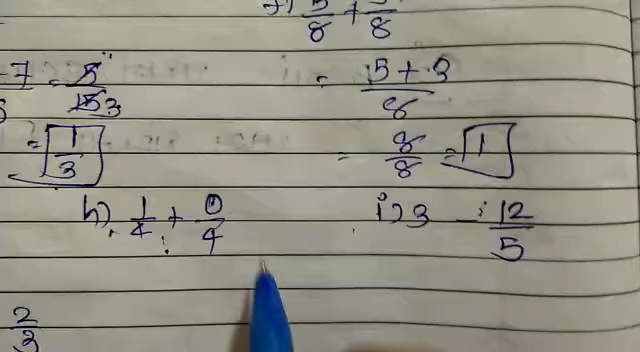 5/8 + 3/8
-7 = 5/15 3
= 5+3/8
= 1/3
= 8/8 = 1
h) 1/4 + 0/4
i) 3 - 12/5
2/3